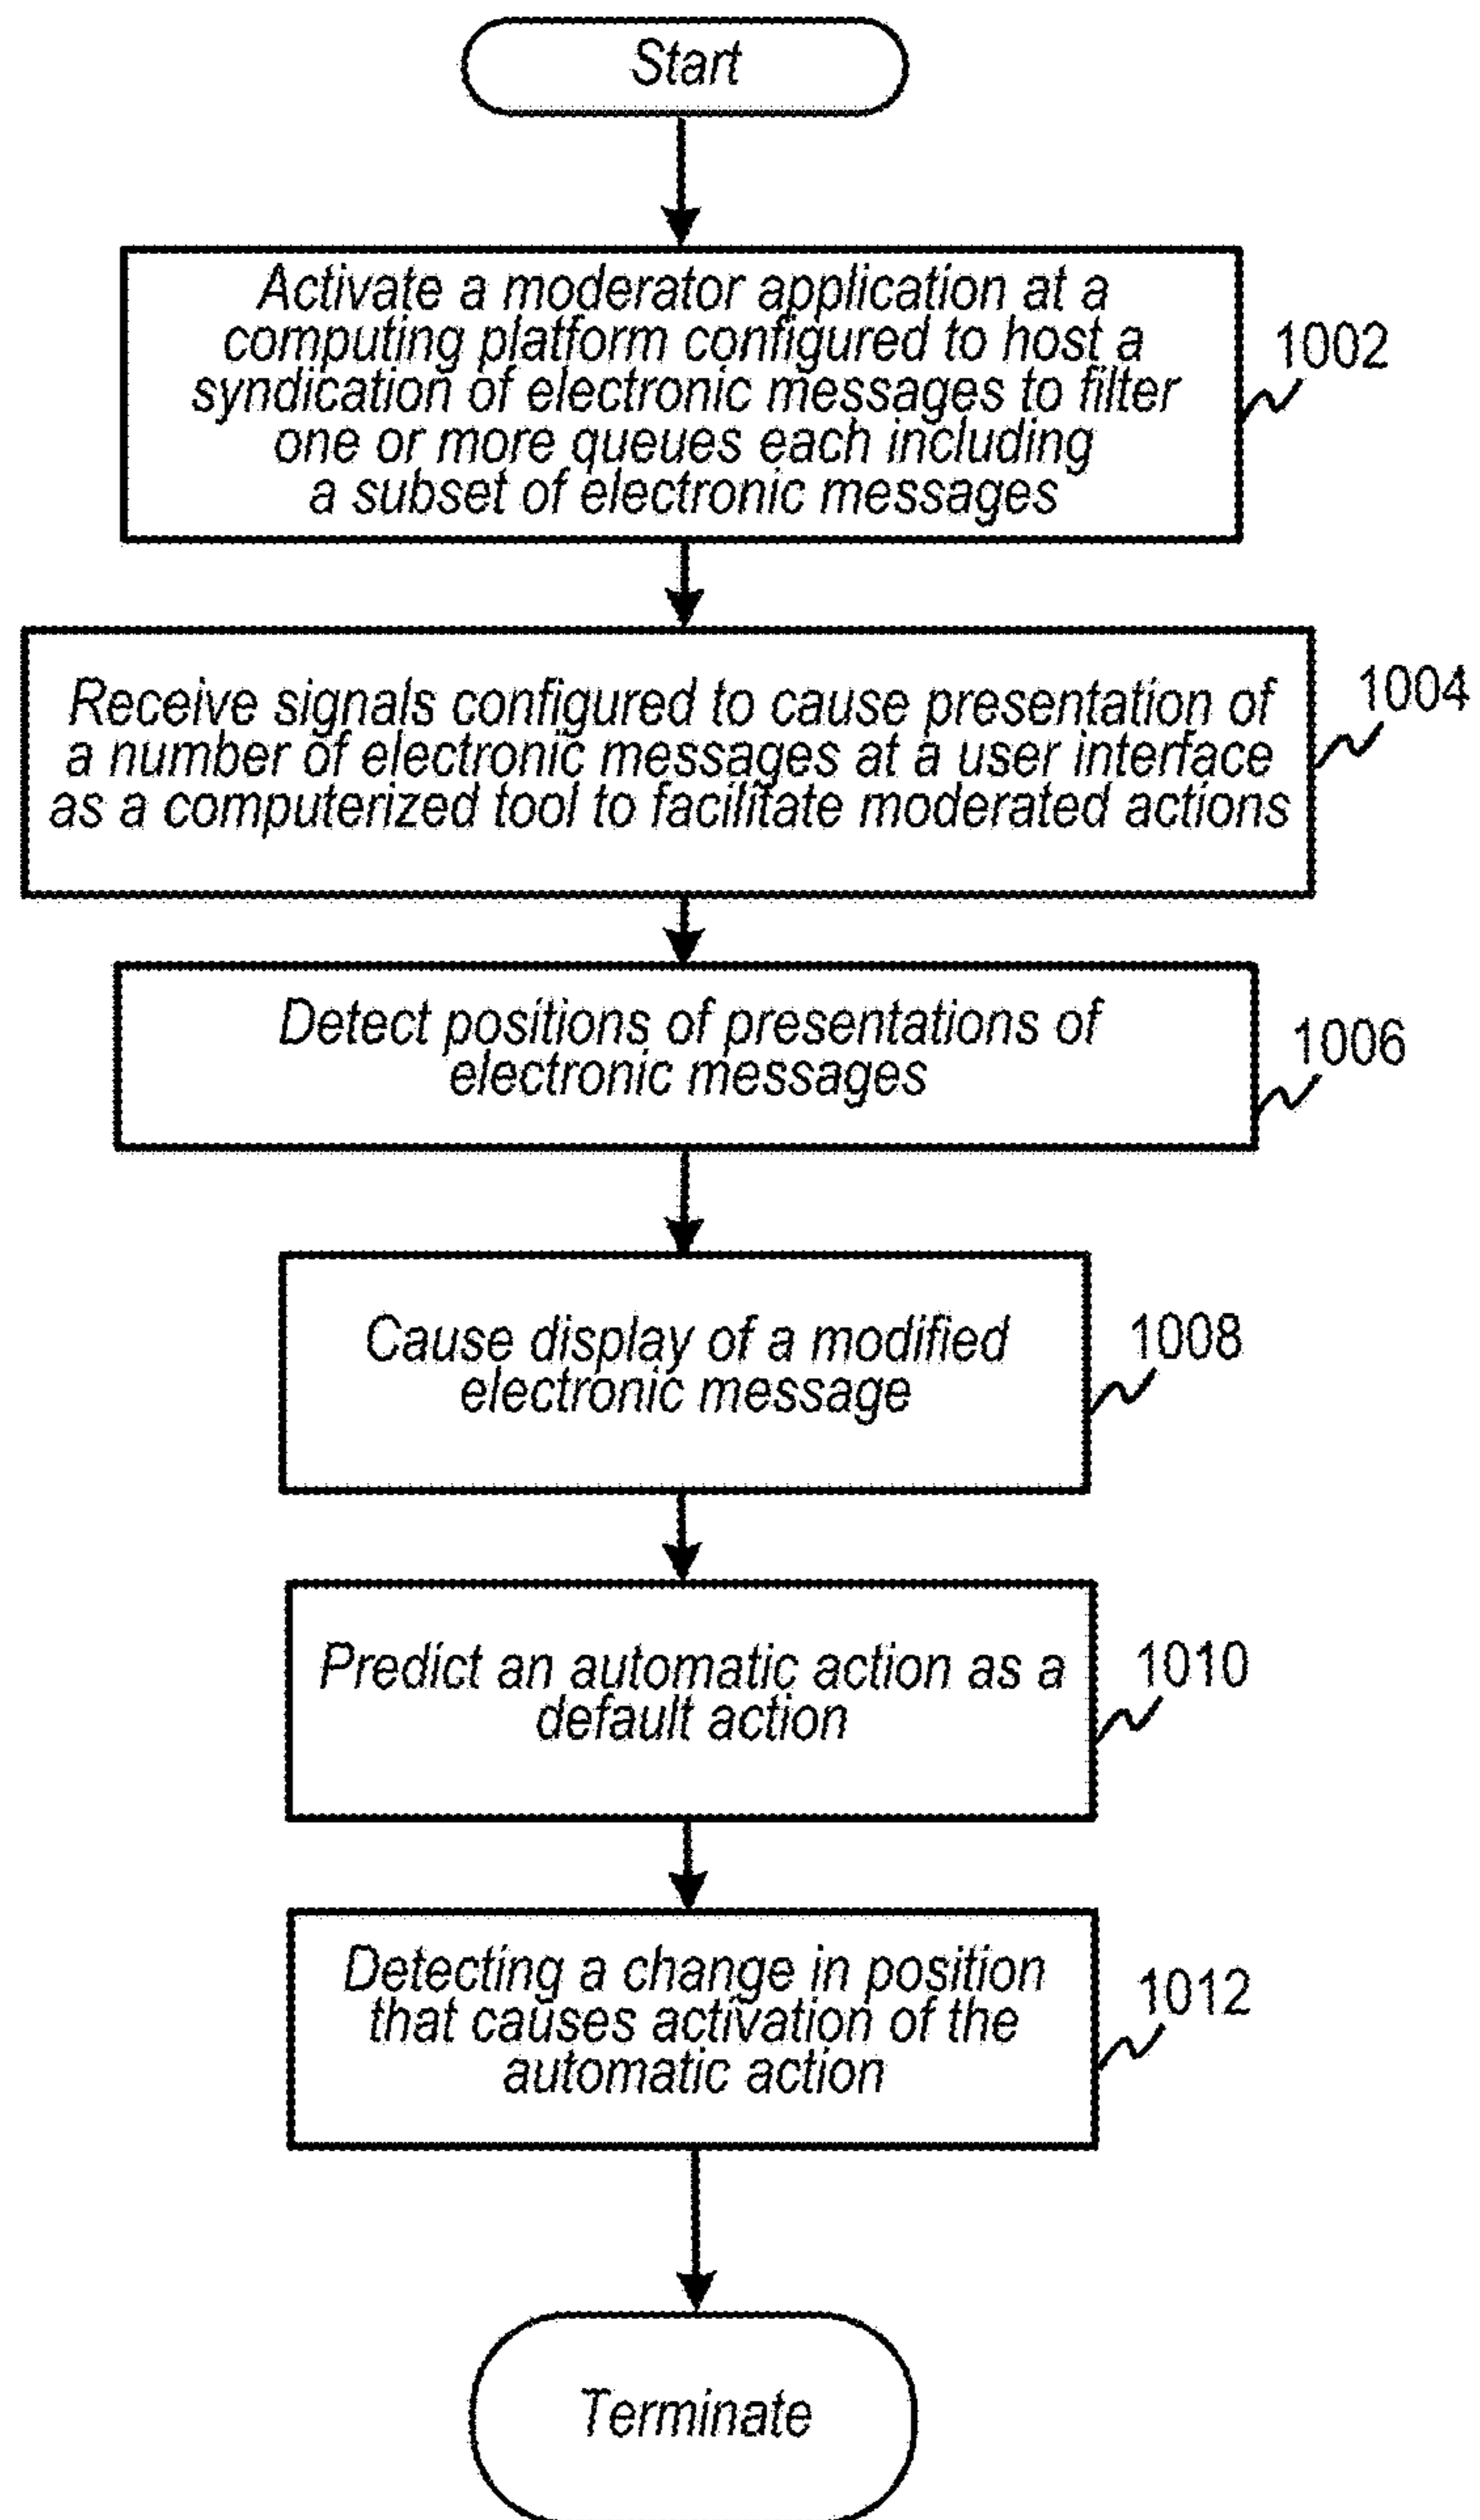 Start
Activate a moderator application at a
computing platform configured to host a
syndication of electronic messages to filter
one or more queues each including
a subset of electronic messages
1002
Receive signals configured to cause presentation of
a number of electronic messages at a user interface
as a computerized tool to facilitate moderated actions
1004
Detect positions of presentations of
electronic messages
1006
Cause display of a modified
electronic message
1008
Predict an automatic action as a
default action
1010
Detecting a change in position
that causes activation of the
automatic action
1012
Terminate